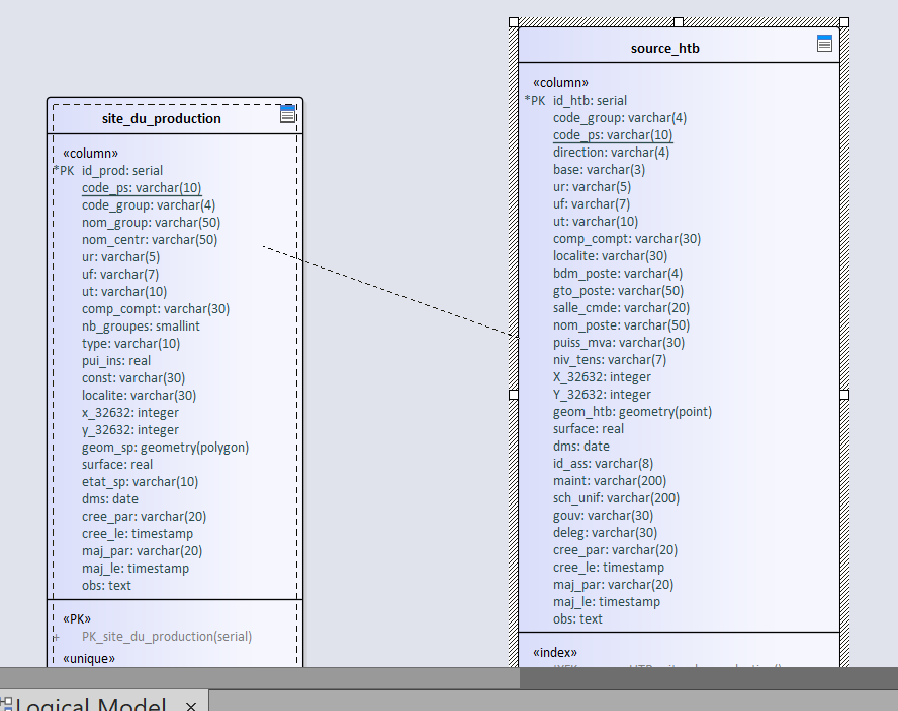 site_du_production
«column»
*PK id_prod: serial
code_ps: varchar(10)
code_group: varchar(4)
nom_group: varchar(50)
nom_centr: varchar(50)
ur: varchar(5)
uf: varchar(7)
ut: varchar(10)
comp_compt: varchar(30)
nb_groupes: smallint
type: varchar(10)
pui_ins: real
const: varchar(30)
localite: varchar(30)
x_32632: integer
y_32632: integer
geom_sp: geometry(polygon)
surface: real
etat_sp: varchar(10)
dms: date
cree_par: varchar(20)
cree_le: timestamp
maj_par: varchar(20)
maj_le: timestamp
obs: text
«PK»
+ PK_site_du_production(serial)
«unique»
source_htb
«column»
*PK id_htb: serial
code_group: varchar(4)
code_ps: varchar(10)
direction: varchar(4)
base: varchar(3)
ur: varchar(5)
uf: varchar(7)
ut: varchar(10)
comp_compt: varchar(30)
localite: varchar(30)
bdm_poste: varchar(4)
gto_poste: varchar(50)
salle_cmde: varchar(20)
nom_poste: varchar(50)
puiss_mva: varchar(30)
niv_tens: varchar(7)
X_32632: integer
Y_32632: integer
geom_htb: geometry(point)
surface: real
dms: date
id_ass: varchar(8)
maint: varchar(200)
sch_unif: varchar(200)
gouv: varchar(30)
deleg: varchar(30)
cree_par: varchar(20)
cree_le: timestamp
maj_par: varchar(20)
maj_le: timestamp
obs: text
«index»
Logical Model ×